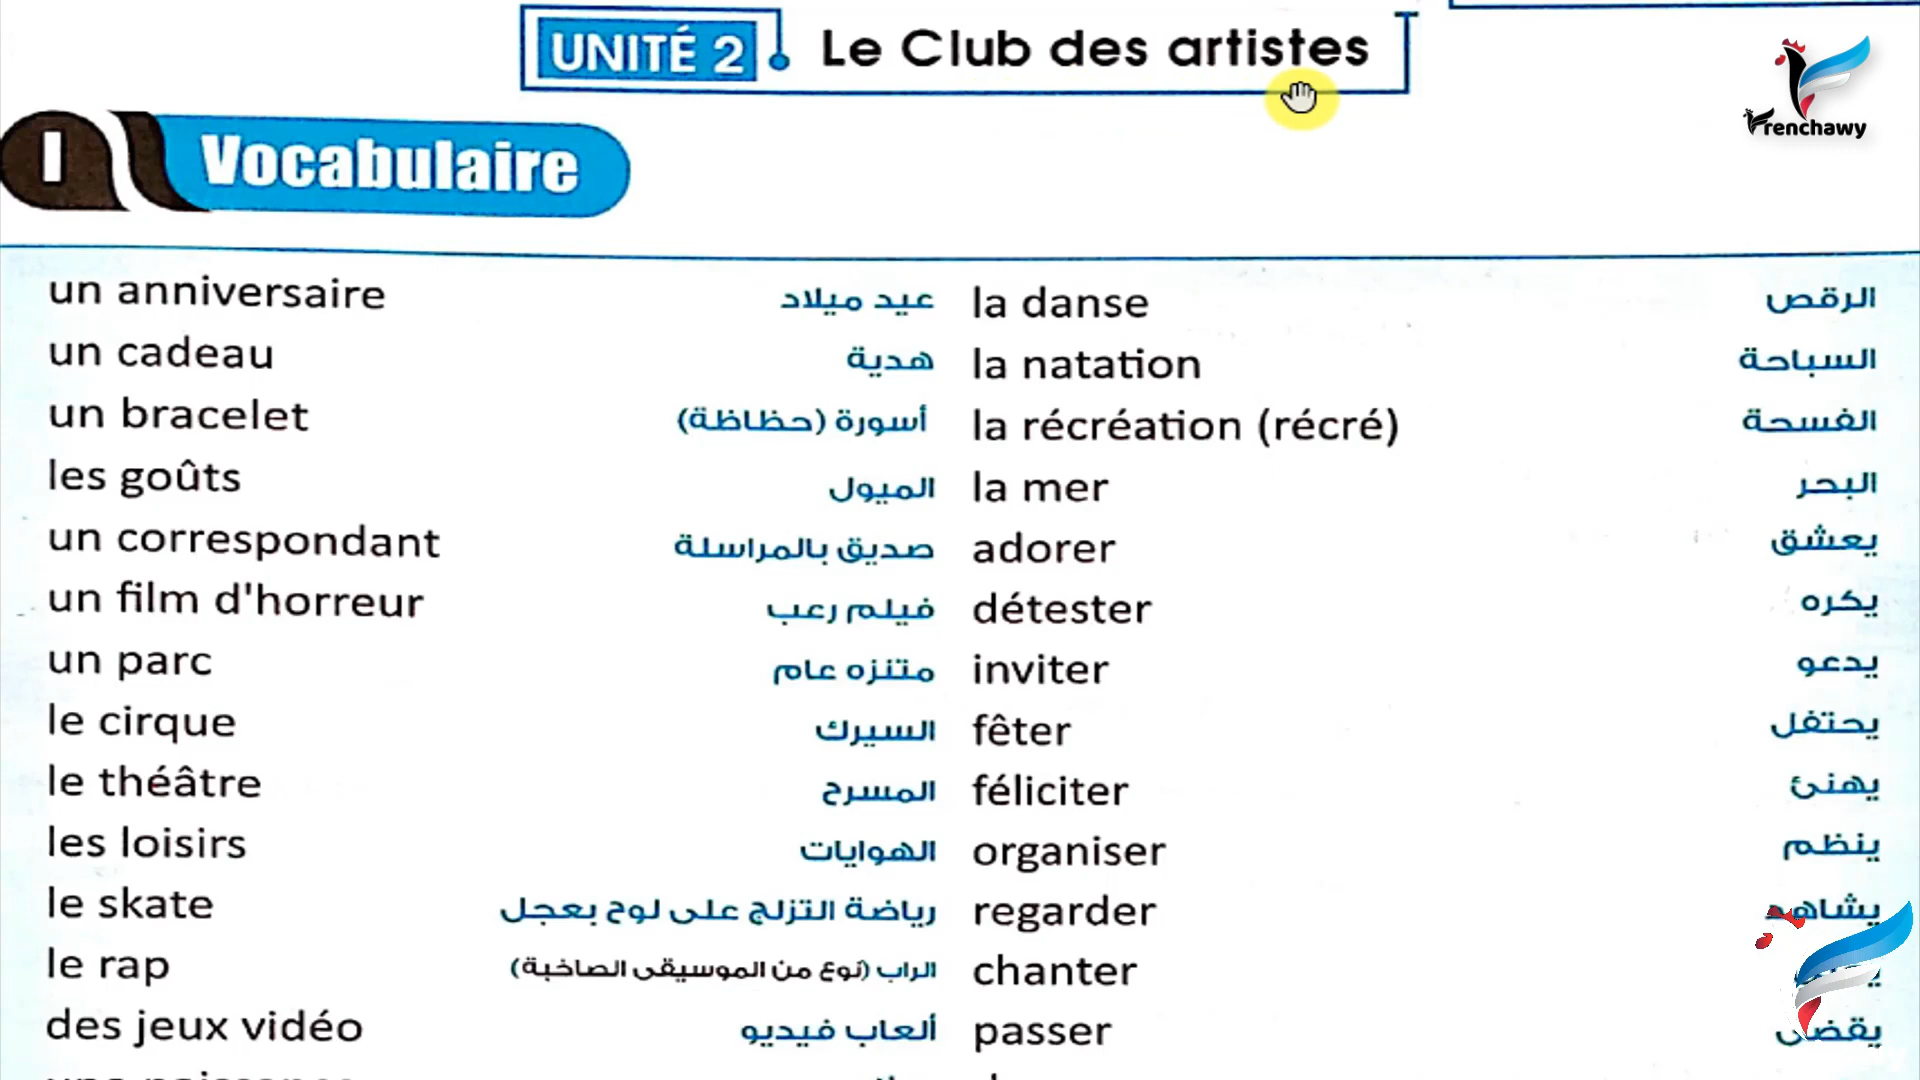 UNITÉ 2 Le Club des artistes
Frenchawy
I Vocabulaire
un anniversaire عيد ميلاد la danse الرقص
un cadeau هدية la natation السباحة
un bracelet أسورة (حظاظة) la récréation (récré) الفسحة
les goûts الميول la mer البحر
un correspondant صديق بالمراسلة adorer يعشق
un film d'horreur فيلم رعب détester يكره
un parc متنزه عام inviter يدعو
le cirque السيرك fêter يحتفل
le théâtre المسرح féliciter يهنئ
les loisirs الهوايات organiser ينظم
le skate رياضة التزلج على لوح بعجل regarder يشاهد
le rap الراب (نوع من الموسيقى الصاخبة) chanter
des jeux vidéo ألعاب فيديو passer يقضى